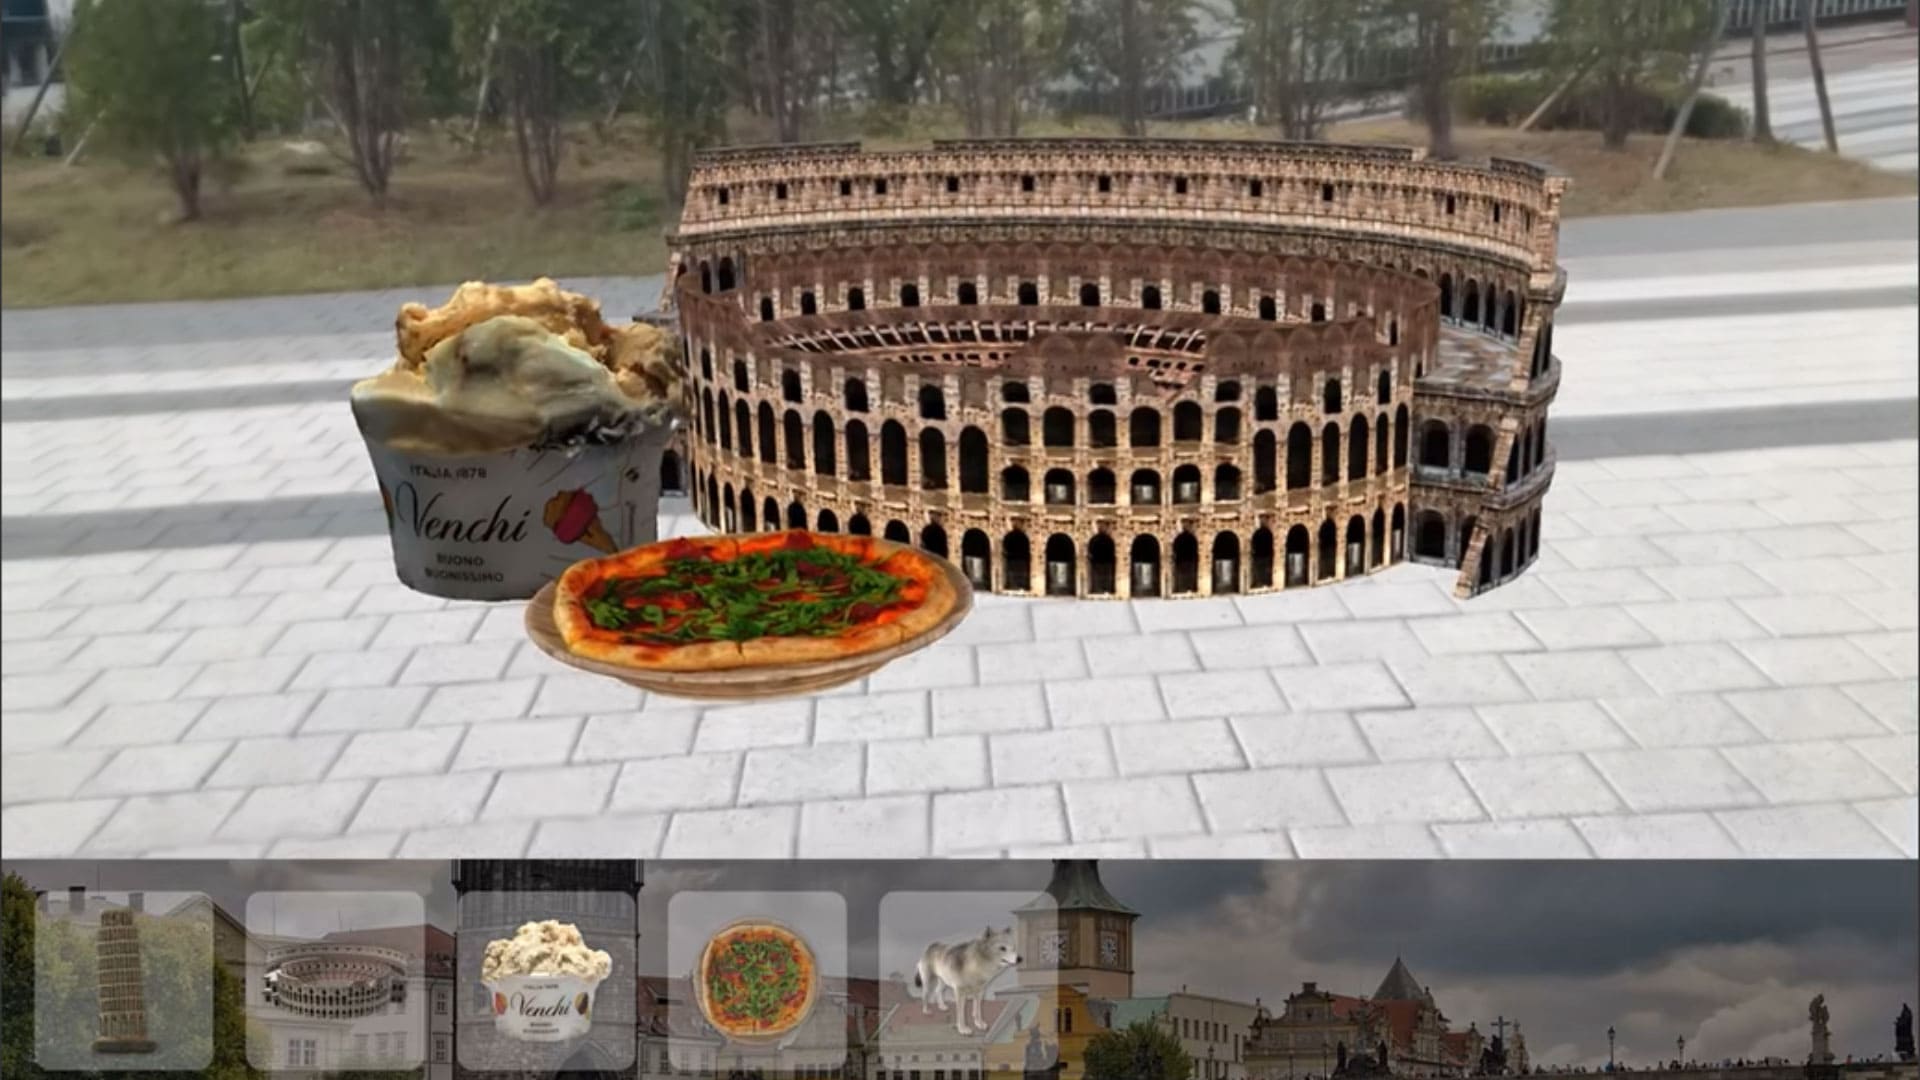 ITALIA 1878
Venchi
BUONO
BUONISSIMO
Venchi